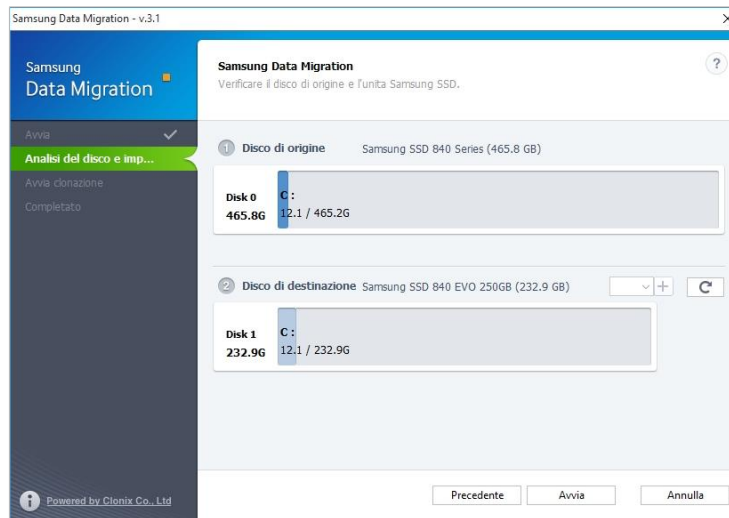 Samsung Data Migration - v.3.1
Samsung
Data Migration
Samsung Data Migration
Verificare il disco di origine e l'unita Samsung SSD.
?
Avvia
Analisi del disco e imp...
Avvia clonazione
Completato
1 Disco di origine Samsung SSD 840 Series (465.8 GB)
Disk 0
465.8G
C :
12.1 / 465.2G
2 Disco di destinazione Samsung SSD 840 EVO 250GB (232.9 GB)
Disk 1
232.9G
C :
12.1 / 232.9G
Powered by Clonix Co., Ltd
Precedente Avvia Annulla